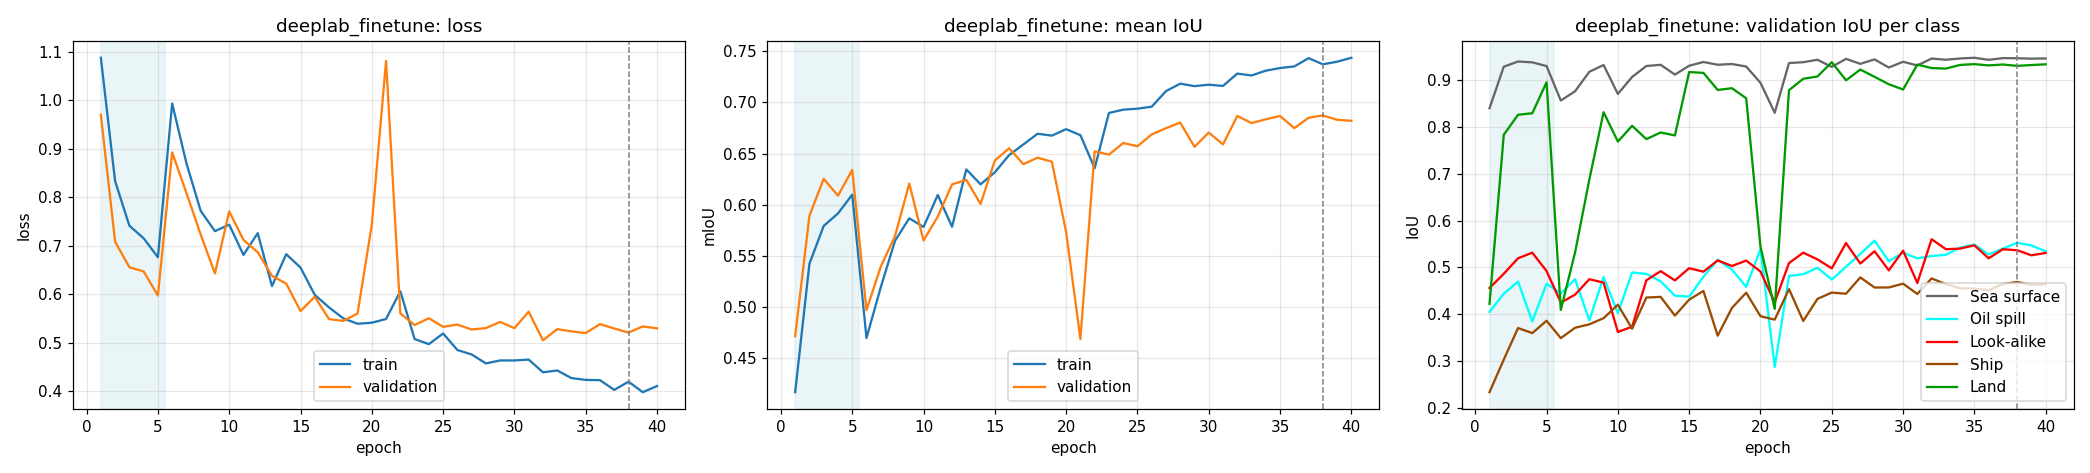 deeplab_finetune: loss
1.1
1.0
0.9
0.8
0.7
0.6
0.5
0.4
loss
0 5 10 15 20 25 30 35 40
epoch
train
validation
deeplab_finetune: mean IoU
0.75
0.70
0.65
0.60
0.55
0.50
0.45
mIoU
0 5 10 15 20 25 30 35 40
epoch
train
validation
deeplab_finetune: validation IoU per class
0.9
0.8
0.7
0.6
0.5
0.4
0.3
0.2
IoU
0 5 10 15 20 25 30 35 40
epoch
Sea surface
Oil spill
Look-alike
Ship
Land